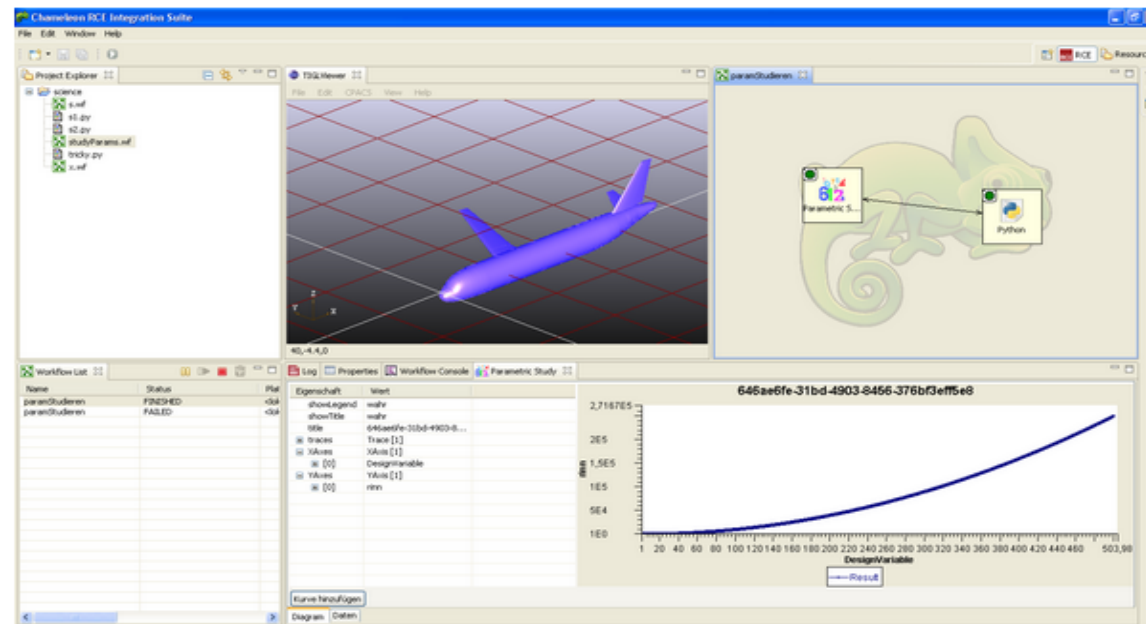 Chameleon RCE Integration Suite
File Edit Window Help
RCE Resourc
Project Explorer
science
s.wf
s1.py
s2.py
studyParams.wf
tricky.py
x.wf
TIGLViewer
File Edit CPACS View Help
40,-4.4,0
paramStudieren
Parametric S...
Python
Workflow List
Name Status Plat
paramStudieren FINISHED
paramStudieren FAILED
Log Properties Workflow Console Parametric Study
Eigenschaft Wert
showLegend wahr
showTitle wahr
title 646ae6fe-31bd-4903-8...
traces Trace [1]
XAxes XAxis [1]
[0] DesignVariable
YAxes YAxis [1]
[0] rinn
Kurve hinzufügen
Diagram Daten
646ae6fe-31bd-4903-8456-376bf3eff5e8
2,7167E5
2E5
1,5E5
1E5
5E4
1E0
rinn
1 20 40 60 80 100 120 140 160 180 200 220 240 260 280 300 320 340 360 380 400 420 440 460 503,98
DesignVariable
Result